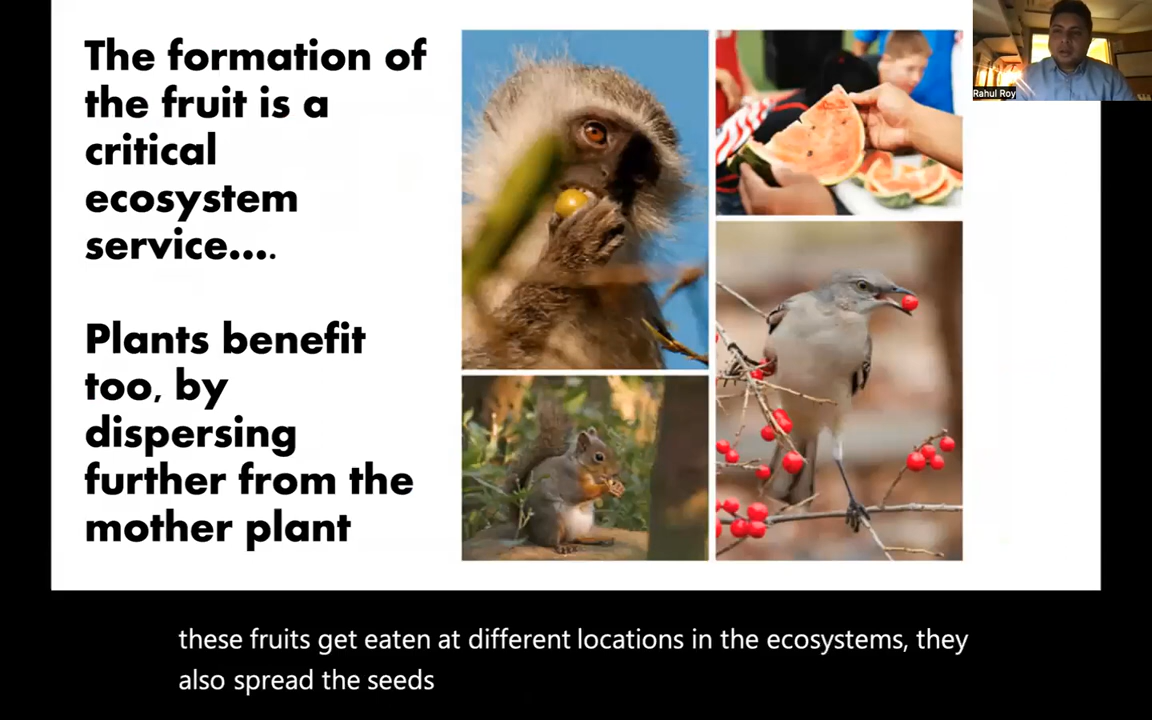 The formation of
the fruit is a
critical
ecosystem
service....
Plants benefit
too, by
dispersing
further from the
mother plant
Rahul Roy
these fruits get eaten at different locations in the ecosystems, they
also spread the seeds